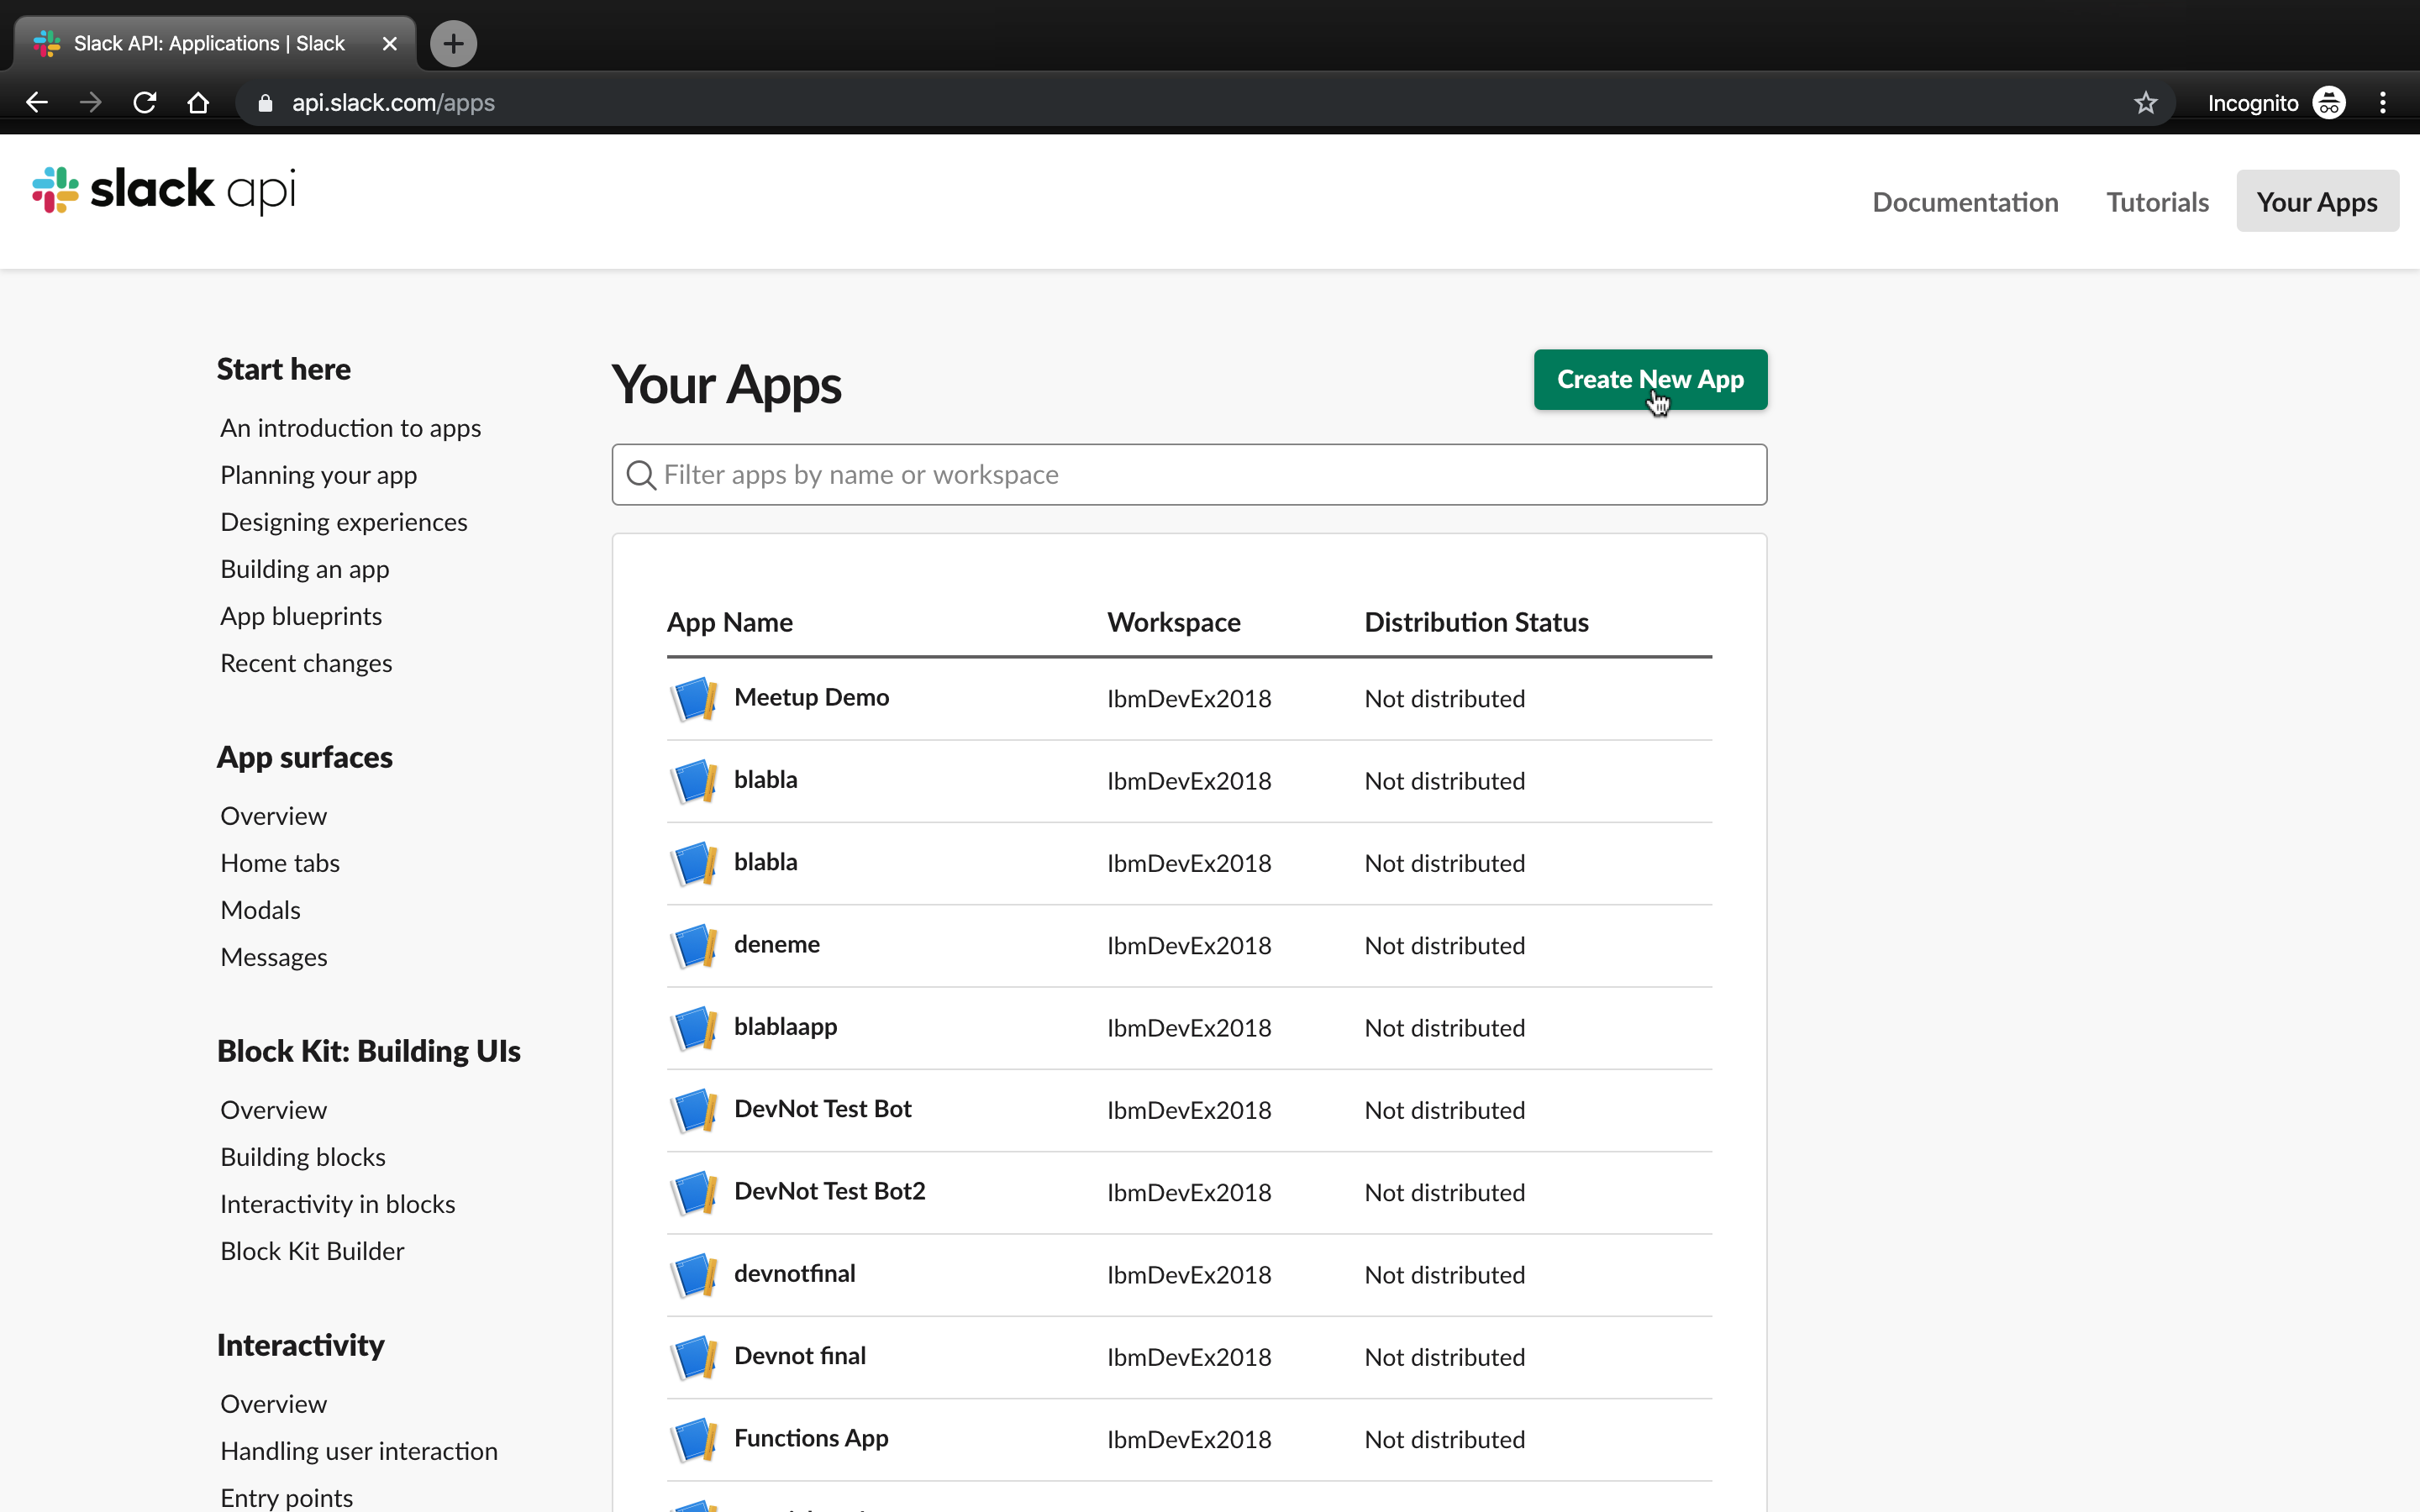 Slack API: Applications | Slack
api.slack.com/apps
Incognito
slack api
Documentation
Tutorials
Your Apps
Start here
An introduction to apps
Planning your app
Designing experiences
Building an app
App blueprints
Recent changes
App surfaces
Overview
Home tabs
Modals
Messages
Block Kit: Building UIs
Overview
Building blocks
Interactivity in blocks
Block Kit Builder
Interactivity
Overview
Handling user interaction
Entry points
Your Apps
Create New App
Filter apps by name or workspace
App Name Workspace Distribution Status
Meetup Demo IbmDevEx2018 Not distributed
blabla IbmDevEx2018 Not distributed
blabla IbmDevEx2018 Not distributed
deneme IbmDevEx2018 Not distributed
blablaapp IbmDevEx2018 Not distributed
DevNot Test Bot IbmDevEx2018 Not distributed
DevNot Test Bot2 IbmDevEx2018 Not distributed
devnotfinal IbmDevEx2018 Not distributed
Devnot final IbmDevEx2018 Not distributed
Functions App IbmDevEx2018 Not distributed